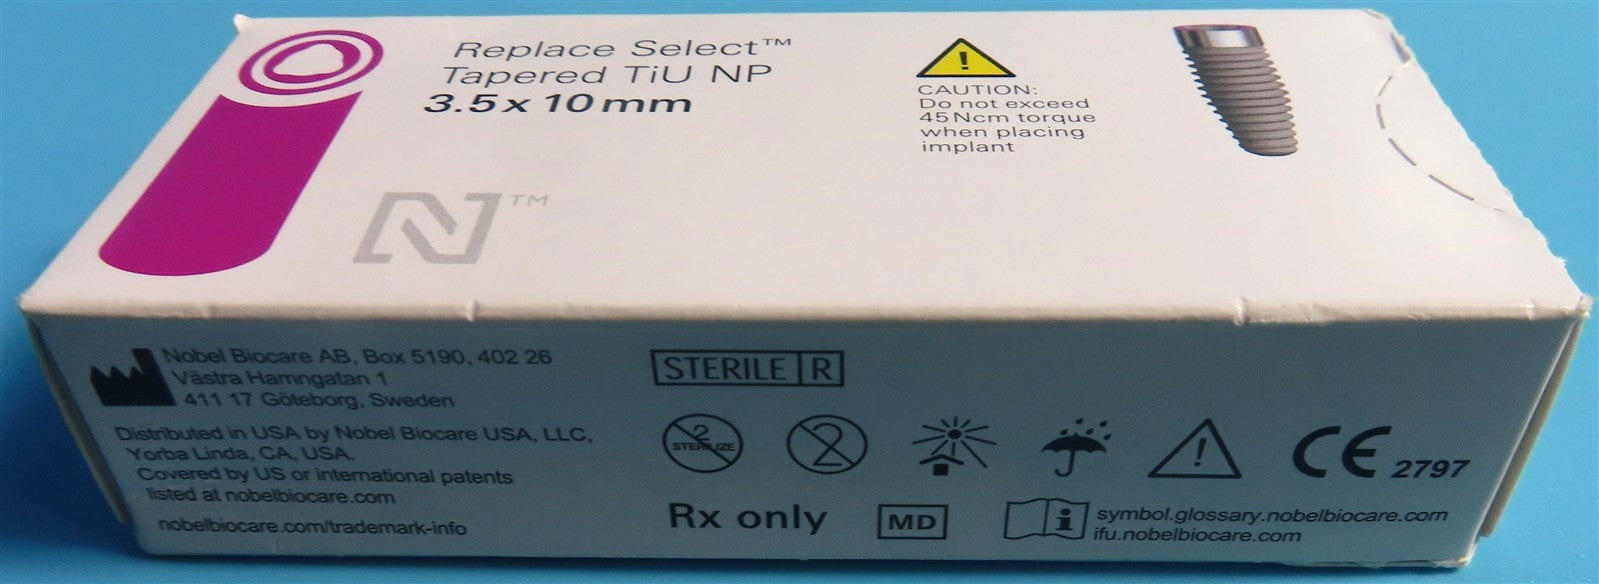 Replace Select™
Tapered TiU NP
3.5 x 10 mm
N™
CAUTION:
Do not exceed
45 Ncm torque
when placing
implant
Nobel Biocare AB, Box 5190, 402 26
Västra Hamngatan 1
411 17 Göteborg, Sweden
Distributed in USA by Nobel Biocare USA, LLC,
Yorba Linda, CA, USA.
Covered by US or international patents
listed at nobelbiocare.com
nobelbiocare.com/trademark-info
STERILE R
2
STERILIZE
2
CE 2797
Rx only
MD
symbol.glossary.nobelbiocare.com
ifu.nobelbiocare.com